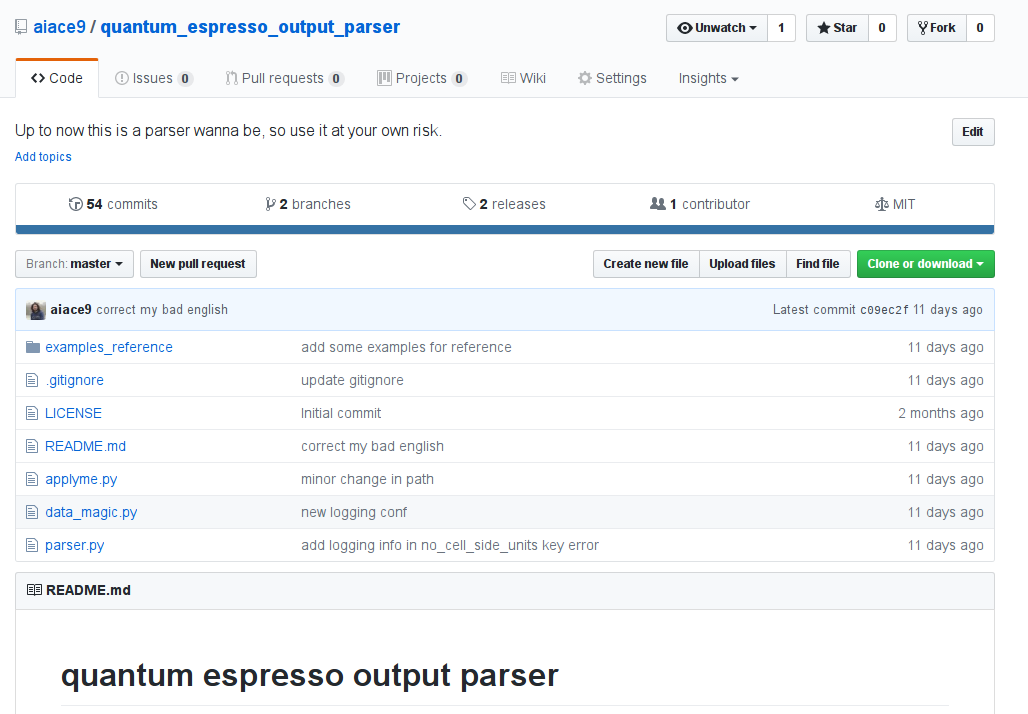 aiace9 / quantum_espresso_output_parser Unwatch 1 Star 0 Fork 0
Code Issues 0 Pull requests 0 Projects 0 Wiki Settings Insights
Up to now this is a parser wanna be, so use it at your own risk. Edit
Add topics
54 commits 2 branches 2 releases 1 contributor MIT
Branch: master New pull request Create new file Upload files Find file Clone or download
aiace9 correct my bad english Latest commit c09ec2f 11 days ago
examples_reference add some examples for reference 11 days ago
.gitignore update gitignore 11 days ago
LICENSE Initial commit 2 months ago
README.md correct my bad english 11 days ago
applyme.py minor change in path 11 days ago
data_magic.py new logging conf 11 days ago
parser.py add logging info in no_cell_side_units key error 11 days ago
README.md
quantum espresso output parser